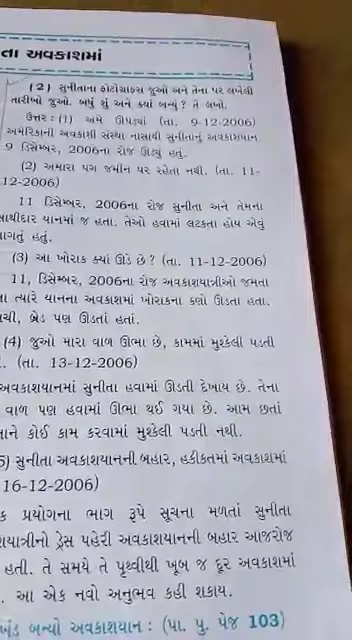 તા અવકાશમાં
(2) સુનીતાના ફોટોગ્રાફ્સ જુઓ અને તેના પર લખેલી
તારીખો જુઓ. બધું શું અને ક્યાં બન્યું? તે લખો.
ઉત્તર : (1) અમે ઊપડ્યાં (તા. 9-12-2006)
અમેરિકાની અવકાશી સંસ્થા નાસાથી સુનીતાનું અવકાશયાન
9 ડિસેમ્બર, 2006ના રોજ ઊડ્યું હતું.
(2) અમારા પગ જમીન પર રહેતા નથી. (તા. 11-
12-2006)
11 ડિસેમ્બર, 2006ના રોજ સુનીતા અને તેમના
સાથીદાર યાનમાં જ હતા. તેઓ હવામાં લટકતા હોય એવું
લાગતું હતું.
(3) આ ખોરાક ક્યાં ઊડે છે? (તા. 11-12-2006)
11, ડિસેમ્બર, 2006ના રોજ અવકાશયાત્રીઓ જમતા
ા ત્યારે યાનના અવકાશમાં ખોરાકના કણો ઊડતા હતા.
ચી, બ્રેડ પણ ઊડતાં હતાં.
(4) જુઓ મારા વાળ ઊભા છે, કામમાં મુશ્કેલી પડતી
. (તા. 13-12-2006)
અવકાશયાનમાં સુનીતા હવામાં ઊડતી દેખાય છે. તેના
વાળ પણ હવામાં ઊભા થઈ ગયા છે. આમ છતાં
ાને કોઈ કામ કરવામાં મુશ્કેલી પડતી નથી.
5) સુનીતા અવકાશયાનની બહાર, હકીકતમાં અવકાશમાં
16-12-2006)
ક પ્રયોગના ભાગ રૂપે સૂચના મળતાં સુનીતા
શયાત્રીનો ડ્રેસ પહેરી અવકાશયાનની બહાર આજરોજ
હતી. તે સમયે તે પૃથ્વીથી ખૂબ જ દૂર અવકાશમાં
. આ એક નવો અનુભવ કહી શકાય.
ખંડ બન્યો અવકાશયાન : (પા. પુ. પેજ 103)